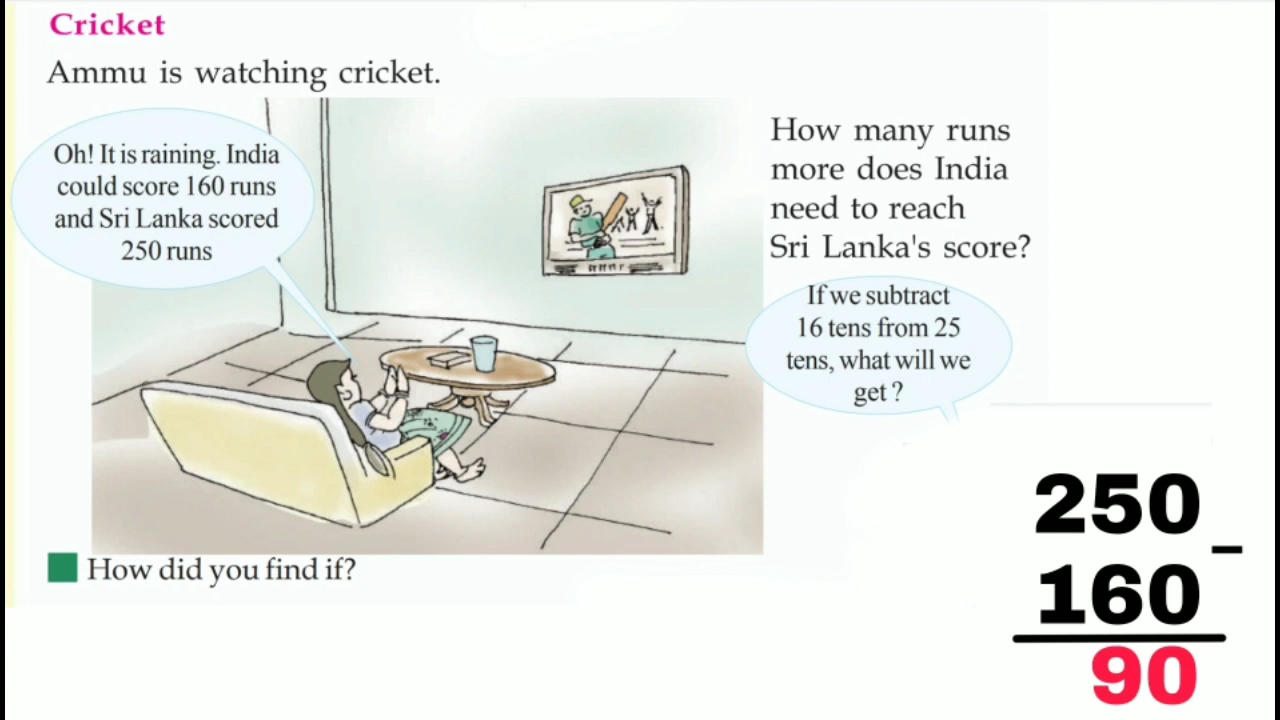 Cricket
Ammu is watching cricket.
Oh! It is raining. India
could score 160 runs
and Sri Lanka scored
250 runs
How many runs
more does India
need to reach
Sri Lanka's score?
If we subtract
16 tens from 25
tens, what will we
get ?
How did you find if?
250
-
160
90